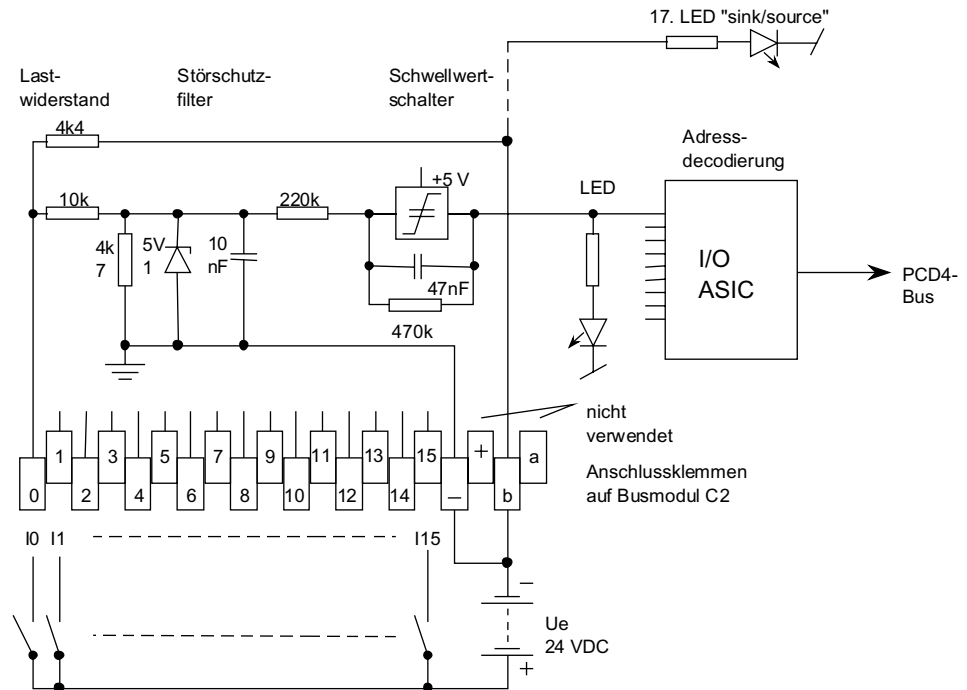 17. LED "sink/source"
Last-
widerstand
Störschutz-
filter
Schwellwert-
schalter
4k4
Adress-
decodierung
+5 V
LED
10k
220k
4k
7
5V
1
10
nF
I/O
ASIC
PCD4-
Bus
47nF
470k
nicht
verwendet
1 3 5 7 9 11 13 15 + a
0 2 4 6 8 10 12 14 — b
Anschlussklemmen
auf Busmodul C2
I0 I1 I15
−
Ue
24 VDC
+